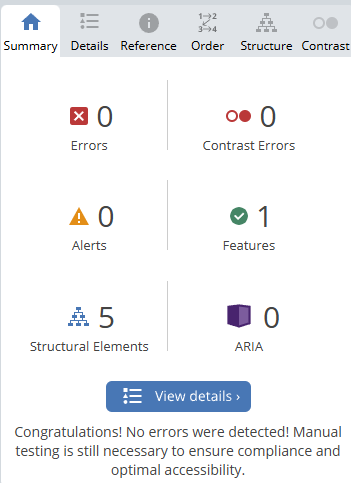 Summary Details Reference Order Structure Contrast
0 Errors
0 Contrast Errors
0 Alerts
1 Features
5 Structural Elements
0 ARIA
View details ›
Congratulations! No errors were detected! Manual
testing is still necessary to ensure compliance and
optimal accessibility.